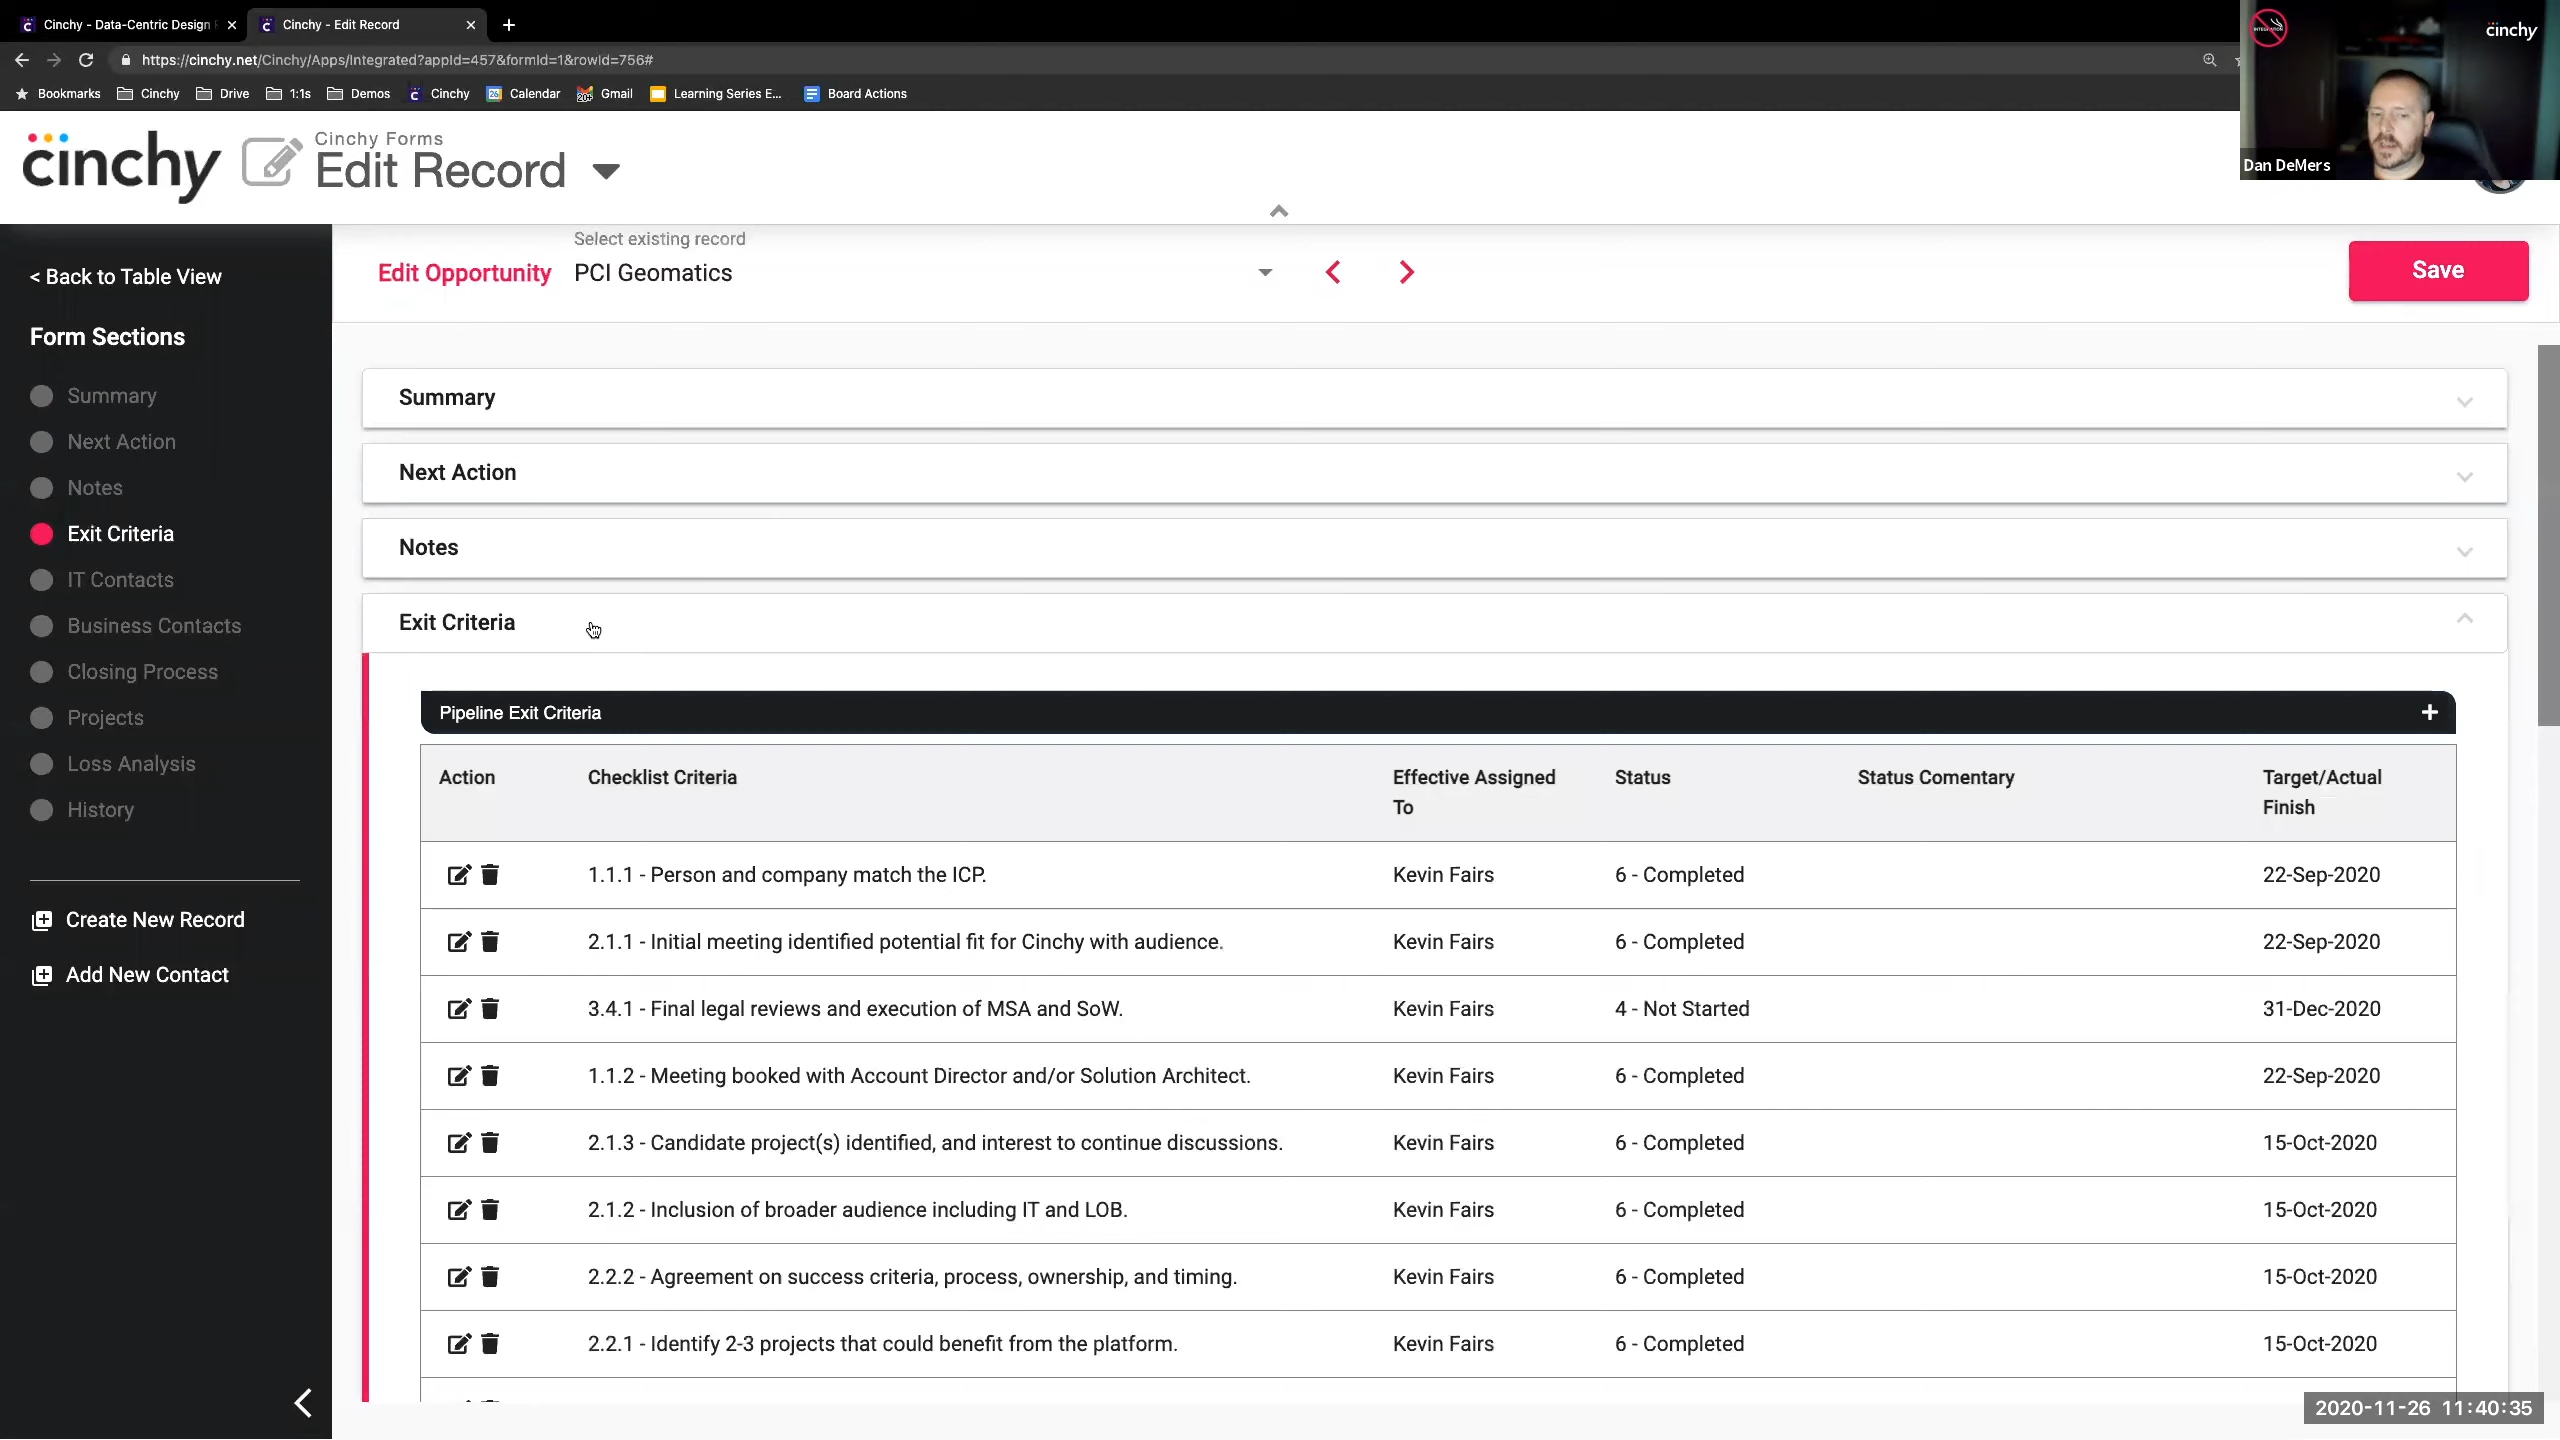 Cinchy - Data-Centric Design
Cinchy - Edit Record
https://cinchy.net/Cinchy/Apps/Integrated?appId=457&formId=1&rowId=756#
Bookmarks
Cinchy
Drive
1:1s
Demos
Cinchy
26
Calendar
20+
Gmail
Learning Series E...
Board Actions
cinchy
Dan DeMers
cinchy
Cinchy Forms
Edit Record
< Back to Table View
Form Sections
Summary
Next Action
Notes
Exit Criteria
IT Contacts
Business Contacts
Closing Process
Projects
Loss Analysis
History
Create New Record
Add New Contact
Select existing record
Edit Opportunity PCI Geomatics
Save
Summary
Next Action
Notes
Exit Criteria
Pipeline Exit Criteria
Action Checklist Criteria Effective Assigned To Status Status Comentary Target/Actual Finish
1.1.1 - Person and company match the ICP. Kevin Fairs 6 - Completed 22-Sep-2020
2.1.1 - Initial meeting identified potential fit for Cinchy with audience. Kevin Fairs 6 - Completed 22-Sep-2020
3.4.1 - Final legal reviews and execution of MSA and SoW. Kevin Fairs 4 - Not Started 31-Dec-2020
1.1.2 - Meeting booked with Account Director and/or Solution Architect. Kevin Fairs 6 - Completed 22-Sep-2020
2.1.3 - Candidate project(s) identified, and interest to continue discussions. Kevin Fairs 6 - Completed 15-Oct-2020
2.1.2 - Inclusion of broader audience including IT and LOB. Kevin Fairs 6 - Completed 15-Oct-2020
2.2.2 - Agreement on success criteria, process, ownership, and timing. Kevin Fairs 6 - Completed 15-Oct-2020
2.2.1 - Identify 2-3 projects that could benefit from the platform. Kevin Fairs 6 - Completed 15-Oct-2020
2020-11-26 11:40:35